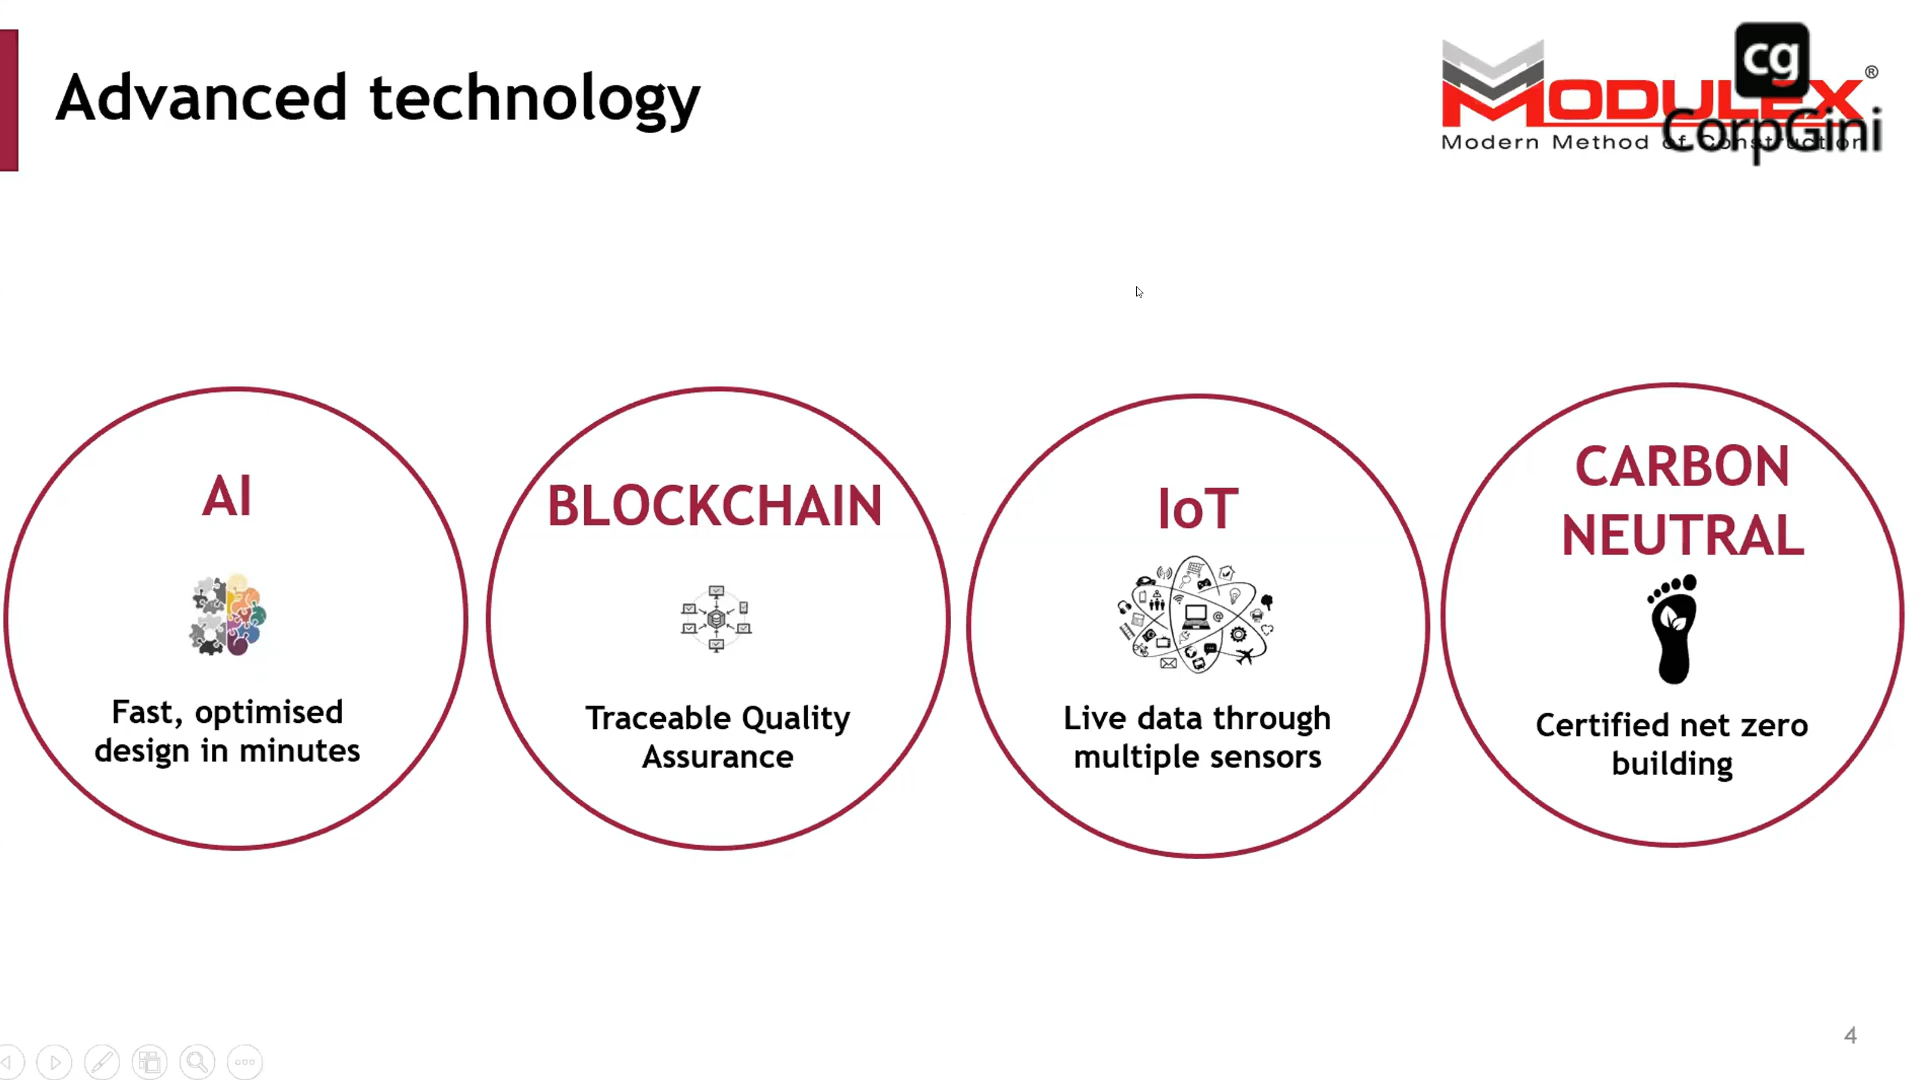 Advanced technology
MODULEX®
Modern Method of Construction
cg
CorpGini
AI
Fast, optimised
design in minutes
BLOCKCHAIN
Traceable Quality
Assurance
IoT
Live data through
multiple sensors
CARBON
NEUTRAL
Certified net zero
building
4